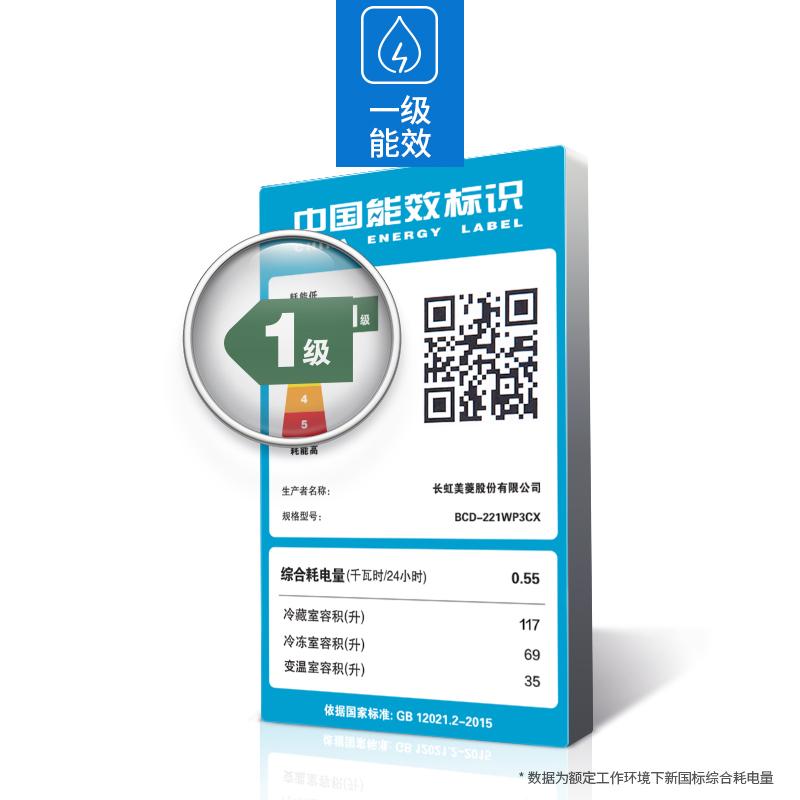 一级
能效
中国能效标识
CHINA ENERGY LABEL
耗能低
1级
1级
4
5
耗能高
生产者名称: 长虹美菱股份有限公司
规格型号: BCD-221WP3CX
综合耗电量(千瓦时/24小时) 0.55
冷藏室容积(升) 117
冷冻室容积(升) 69
变温室容积(升) 35
依据国家标准: GB 12021.2-2015
* 数据为额定工作环境下新国标综合耗电量